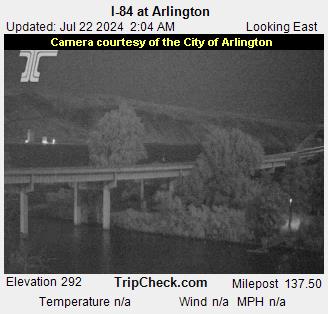 I-84 at Arlington
Updated: Jul 22 2024 2:04 AM Looking East
Camera courtesy of the City of Arlington
Elevation 292 TripCheck.com Milepost 137.50
Temperature n/a Wind n/a MPH n/a